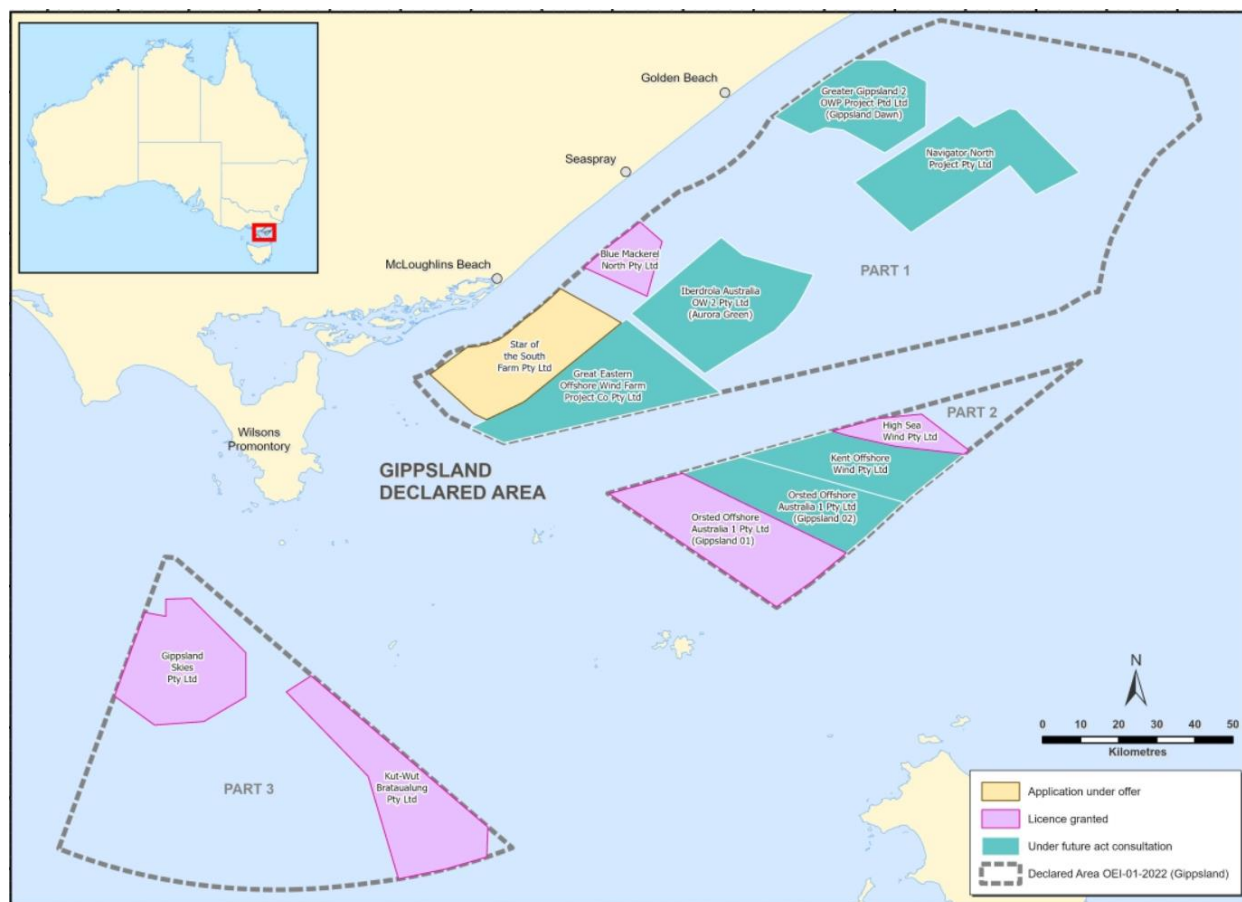 Golden Beach
Greater Gippsland 2
OWP Project Ptd Ltd
(Gippsland Dawn)
Navigator North
Project Pty Ltd
Seaspray
Blue Mackerel
North Pty Ltd
McLoughlins Beach
PART 1
Iberdrola Australia
OW 2 Pty Ltd
(Aurora Green)
Star of
the South
Farm Pty Ltd
Great Eastern
Offshore Wind Farm
Project Co Pty Ltd
Wilsons
Promontory
PART 2
High Sea
Wind Pty Ltd
GIPPSLAND
DECLARED AREA
Kent Offshore
Wind Pty Ltd
Orsted Offshore
Australia 1 Pty Ltd
(Gippsland 02)
Orsted Offshore
Australia 1 Pty Ltd
(Gippsland 01)
Gippsland
Skies
Pty Ltd
PART 3
Kut-Wut
Brataualung
Pty Ltd
N
0 10 20 30 40 50
Kilometres
Application under offer
Licence granted
Under future act consultation
Declared Area OEI-01-2022 (Gippsland)